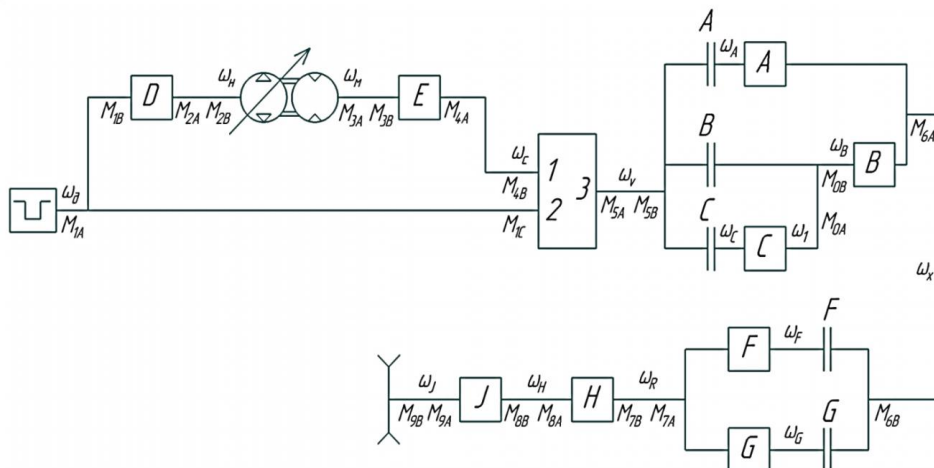 A
ω_A
A
ω_н
ω_м
D
E
M_1B
M_2A
M_2B
M_3A
M_3B
M_4A
B
M_6A
ω_B
B
ω_c
1
M_0B
ω_∂
M_4B
3
ω_v
2
M_5A
M_5B
C
M_0A
M_1A
M_1C
ω_C
C
ω_1
ω_x
F
F
ω_F
ω_J
ω_H
ω_R
J
H
M_9B
M_9A
M_8B
M_8A
M_7B
M_7A
G
M_6B
G
ω_G